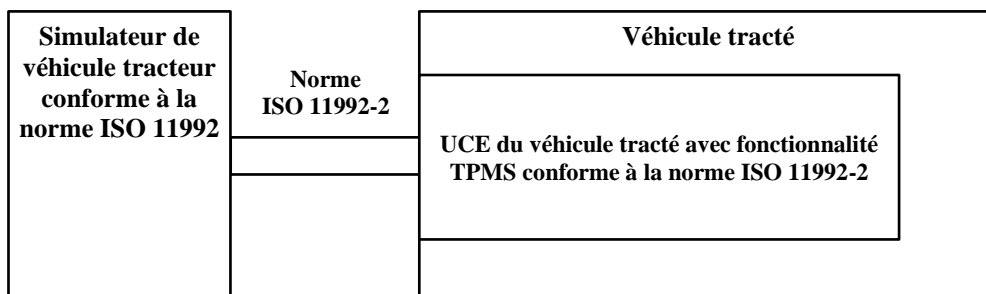 Simulateur de
véhicule tracteur
conforme à la
norme ISO 11992
Norme
ISO 11992-2
Véhicule tracté
UCE du véhicule tracté avec fonctionnalité
TPMS conforme à la norme ISO 11992-2